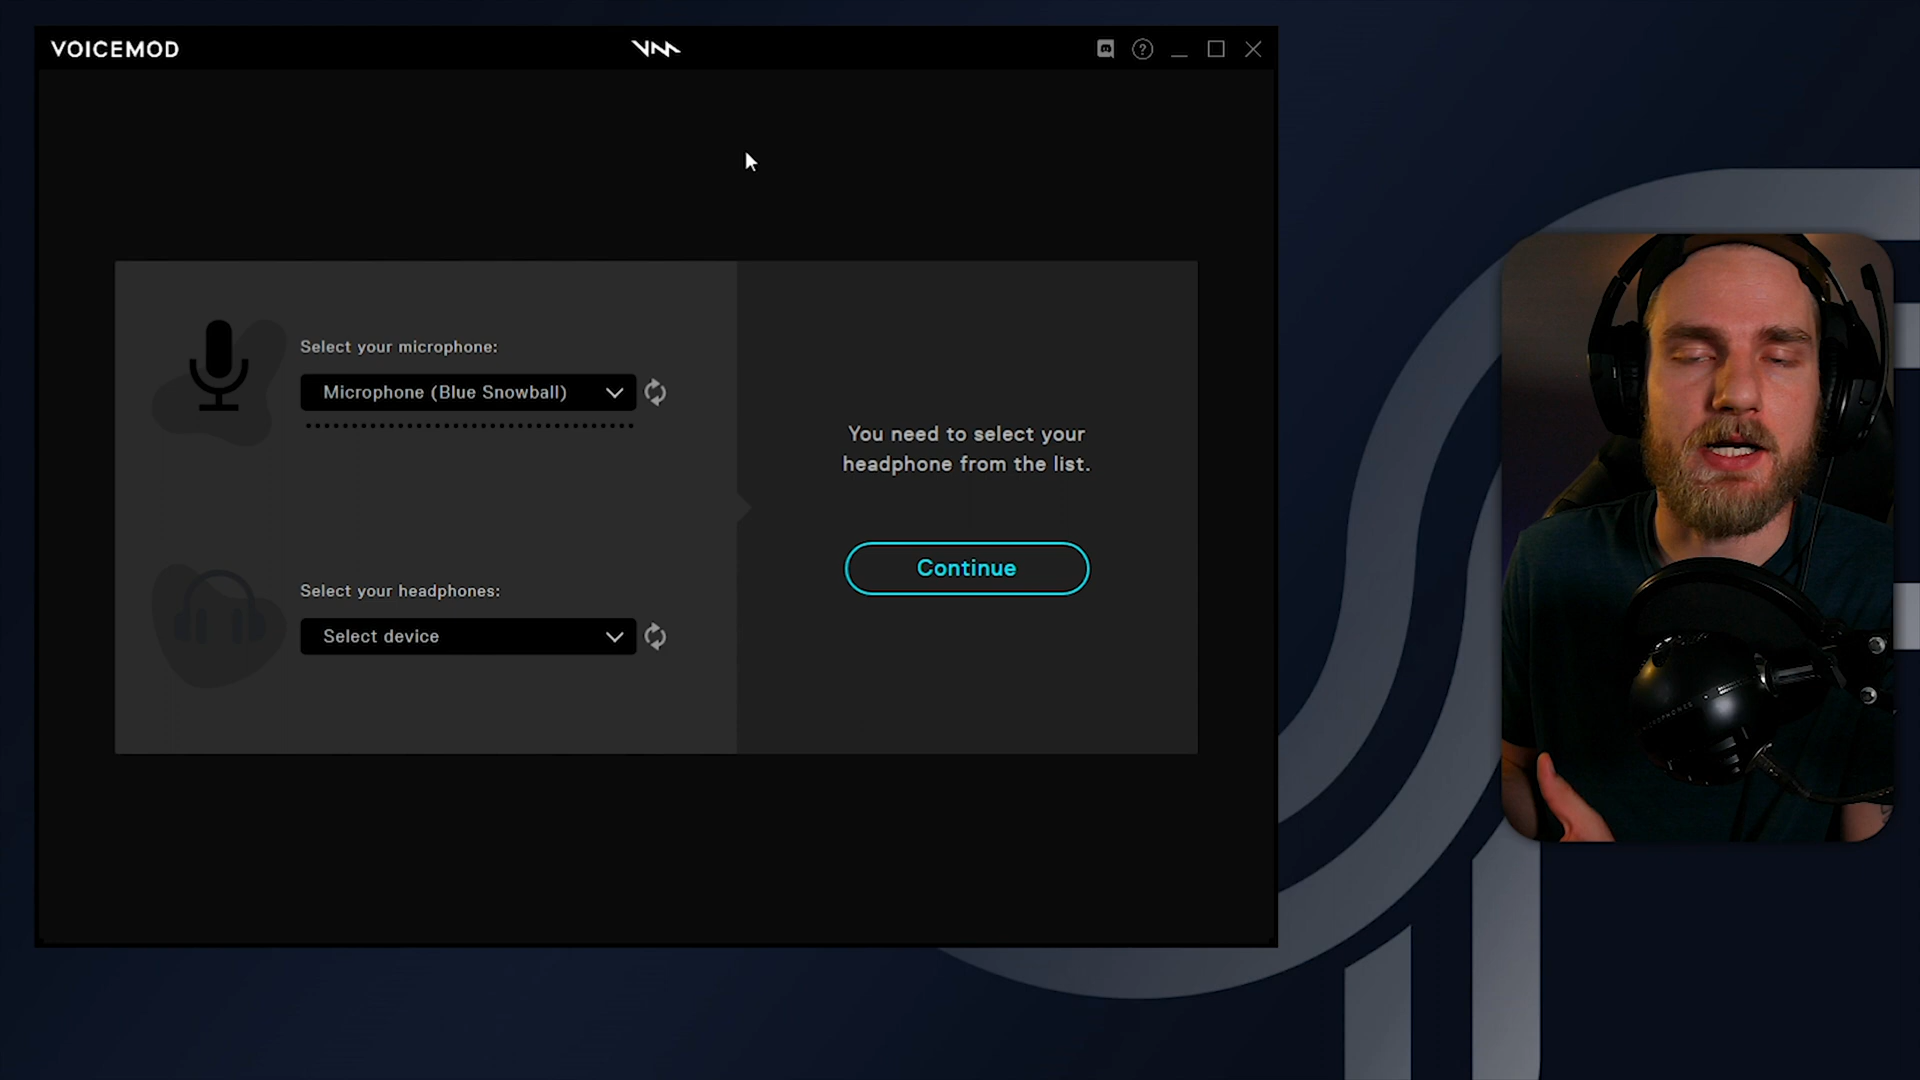 VOICEMOD
Select your microphone:
Microphone (Blue Snowball)
You need to select your
headphone from the list.
Continue
Select your headphones:
Select device